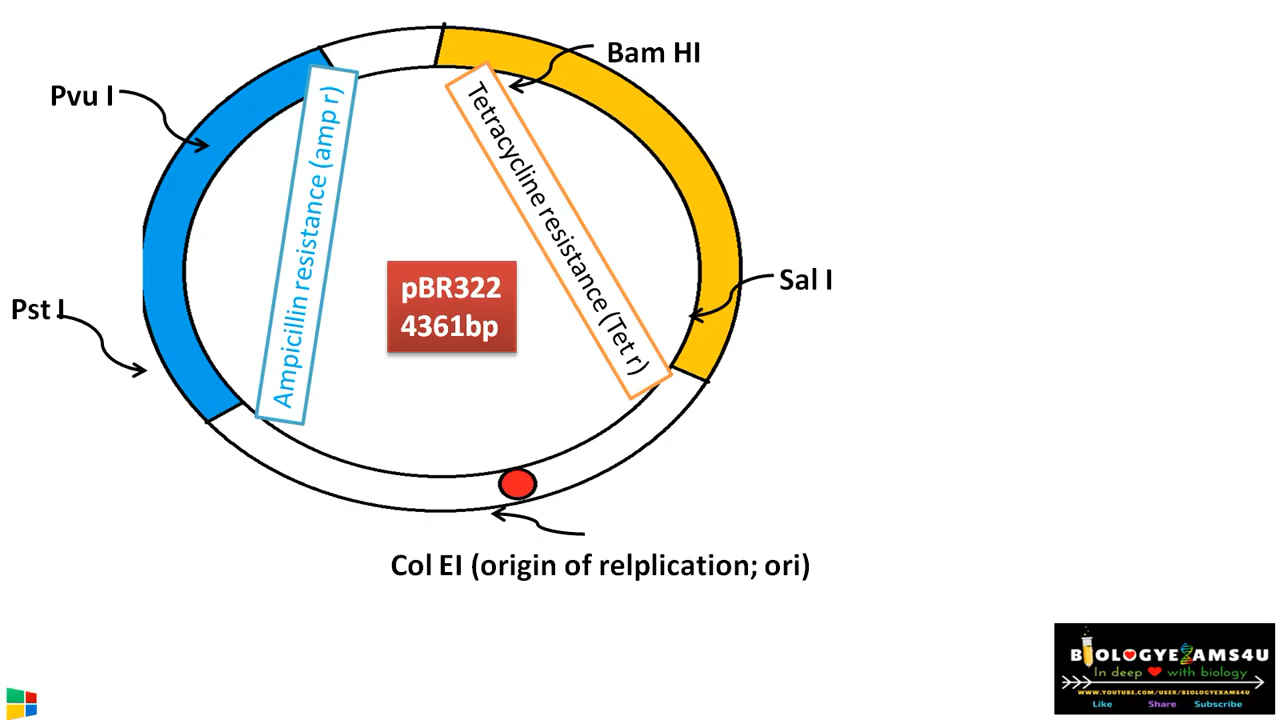 Bam HI
Pvu I
Ampicillin resistance (amp r)
Tetracycline resistance (Tet r)
Sal I
Pst I
pBR322
4361bp
Col EI (origin of relplication; ori)
BIOLOGYEXAMS4U
In deep with biology
WWW.YOUTUBE.COM/USER/BIOLOGYEXAMS4U
Like Share Subscribe